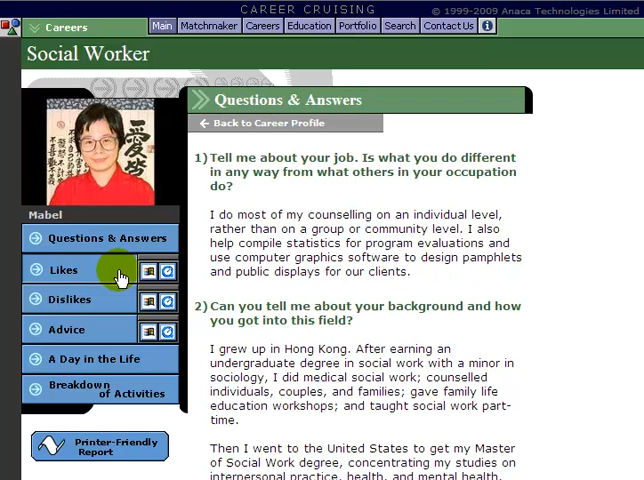 CAREER CRUISING
© 1999-2009 Anaca Technologies Limited
Careers
Main Matchmaker Careers Education Portfolio Search Contact Us
Social Worker
Mabel
Questions & Answers
Likes
Dislikes
Advice
A Day in the Life
Breakdown
of Activities
Printer-Friendly
Report
Questions & Answers
Back to Career Profile
1) Tell me about your job. Is what you do different
in any way from what others in your occupation
do?
I do most of my counselling on an individual level,
rather than on a group or community level. I also
help compile statistics for program evaluations and
use computer graphics software to design pamphlets
and public displays for our clients.
2) Can you tell me about your background and how
you got into this field?
I grew up in Hong Kong. After earning an
undergraduate degree in social work with a minor in
sociology, I did medical social work; counselled
individuals, couples, and families; gave family life
education workshops; and taught social work part-
time.
Then I went to the United States to get my Master
of Social Work degree, concentrating my studies on
interpersonal practice, health, and mental health.